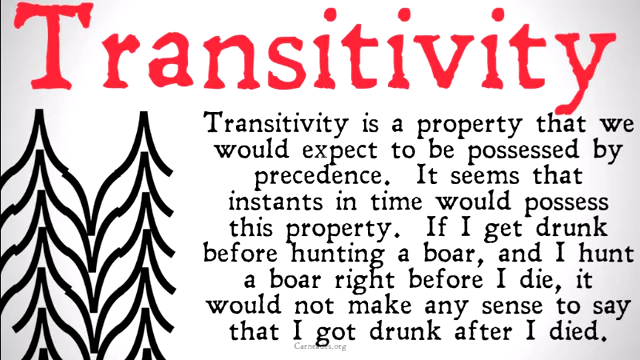 Transitivity
Transitivity is a property that we
would expect to be possessed by
precedence. It seems that
instants in time would possess
this property. If I get drunk
before hunting a boar, and I hunt
a boar right before I die, it
would not make any sense to say
that I got drunk after I died.
Carneades.org